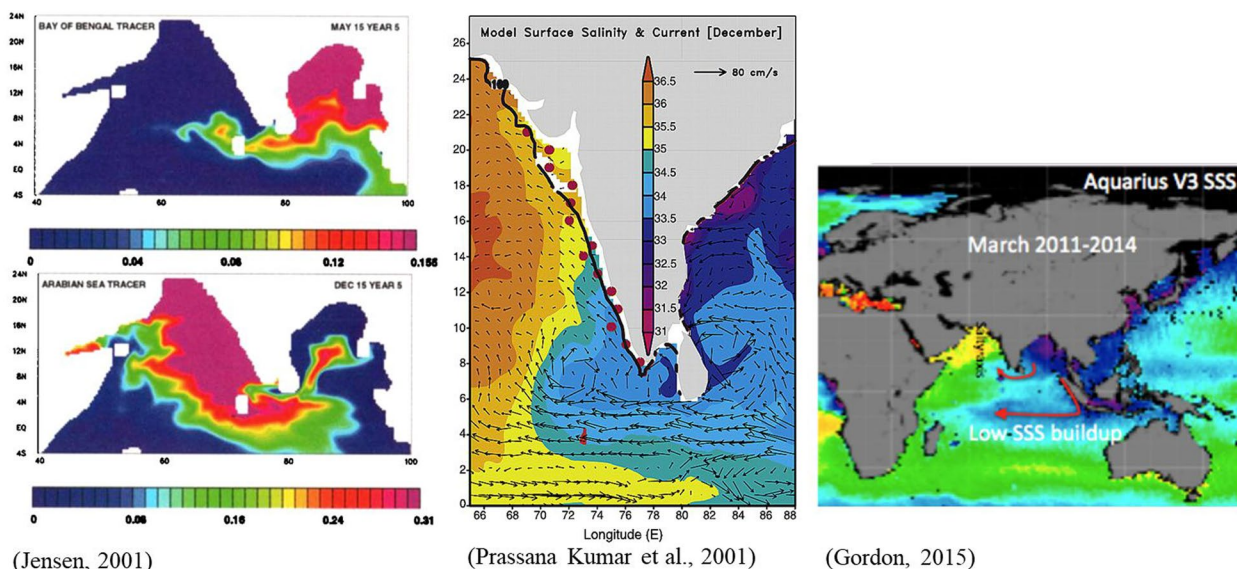 24N
20N
16N
12N
8N
4N
EQ
4S
BAY OF BENGAL TRACER
MAY 15 YEAR 5
40
60
80
100
0
0.04
0.08
0.12
0.155
24N
20N
16N
12N
8N
4N
EQ
4S
ARABIAN SEA TRACER
DEC 15 YEAR 5
40
60
80
100
0
0.08
0.16
0.24
0.31
(Jensen, 2001)
Model Surface Salinity & Current [December]
80 cm/s
26
24
22
20
18
16
14
12
10
8
6
4
2
0
36.5
36
35.5
35
34.5
34
33.5
33
32.5
32
31.5
31
66 68 70 72 74 76 78 80 82 84 86 88
Longitude (E)
(Prassana Kumar et al., 2001)
Aquarius V3 SSS
March 2011-2014
Low SSS buildup
(Gordon, 2015)